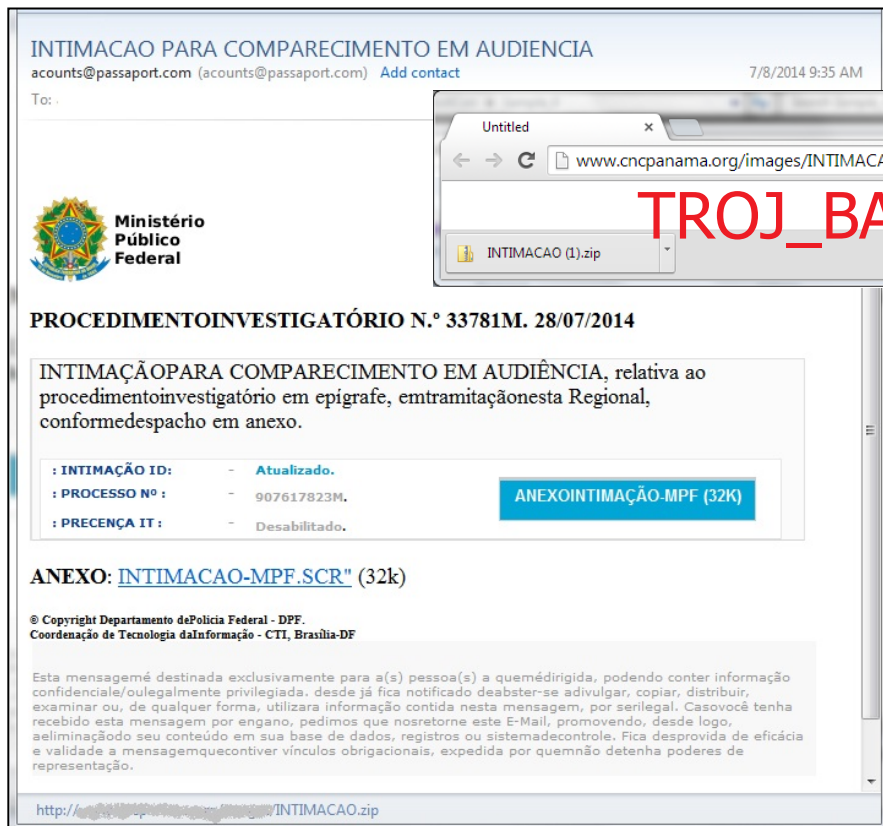 INTIMACAO PARA COMPARECIMENTO EM AUDIENCIA
acounts@passaport.com (acounts@passaport.com) Add contact
7/8/2014 9:35 AM
To:
Untitled
www.cncpanama.org/images/INTIMACA
TROJ_BA
INTIMACAO (1).zip
Ministério
Público
Federal
PROCEDIMENTOINVESTIGATÓRIO N.º 33781M. 28/07/2014
INTIMAÇÃOPARA COMPARECIMENTO EM AUDIÊNCIA, relativa ao
procedimentoinvestigatório em epígrafe, emtramitaçãonesta Regional,
conformedespacho em anexo.
: INTIMAÇÃO ID: - Atualizado.
: PROCESSO Nº : - 907617823M.
: PRECENÇA IT : - Desabilitado.
ANEXOINTIMAÇÃO-MPF (32K)
ANEXO: INTIMACAO-MPF.SCR" (32k)
© Copyright Departamento dePolicia Federal - DPF.
Coordenação de Tecnologia daInformação - CTI, Brasília-DF
Esta mensagemé destinada exclusivamente para a(s) pessoa(s) a quemédirigida, podendo conter informação
confidenciale/oulegalmente privilegiada. desde já fica notificado deabster-se adivulgar, copiar, distribuir,
examinar ou, de qualquer forma, utilizara informação contida nesta mensagem, por serilegal. Casovocê tenha
recebido esta mensagem por engano, pedimos que nosretorne este E-Mail, promovendo, desde logo,
aeliminaçãodo seu conteúdo em sua base de dados, registros ou sistemadecontrole. Fica desprovida de eficácia
e validade a mensagemquecontiver vínculos obrigacionais, expedida por quemnão detenha poderes de
representação.
http:// /INTIMACAO.zip